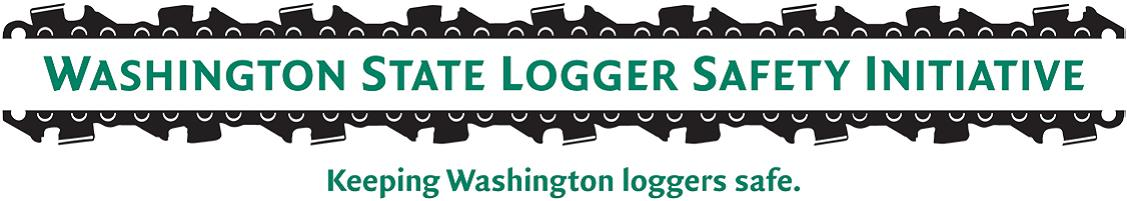 WASHINGTON STATE LOGGER SAFETY INITIATIVE
Keeping Washington loggers safe.